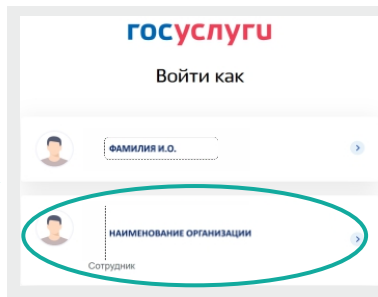 госуслуги
Войти как
ФАМИЛИЯ И.О.
НАИМЕНОВАНИЕ ОРГАНИЗАЦИИ
Сотрудник